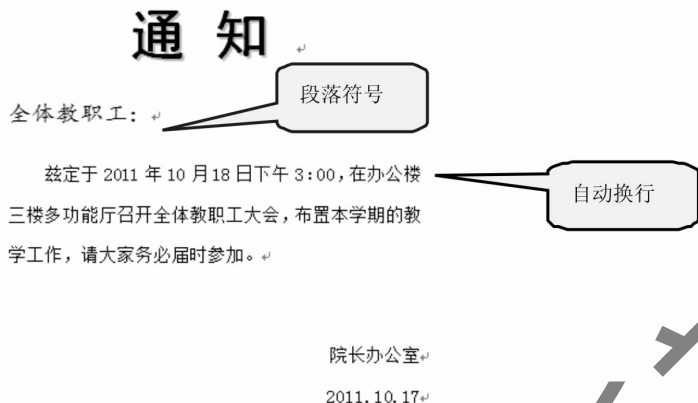 通 知
段落符号
全体教职工：
兹定于 2011 年 10 月18 日下午 3:00，在办公楼
自动换行
三楼多功能厅召开全体教职工大会，布置本学期的教
学工作，请大家务必届时参加。
院长办公室
2011.10.17